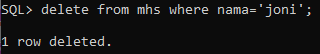 SQL> delete from mhs where nama='joni';
1 row deleted.